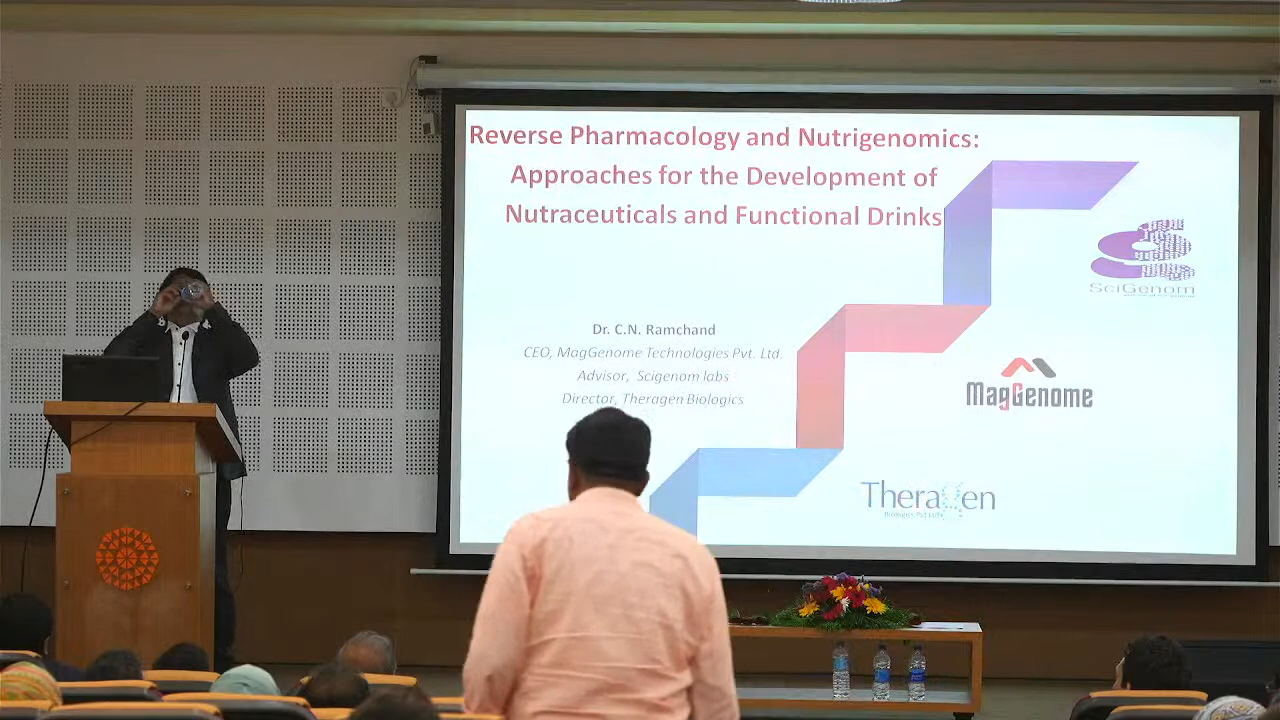 Reverse Pharmacology and Nutrigenomics:
Approaches for the Development of
Nutraceuticals and Functional Drinks
Dr. C.N. Ramchand
CEO, MagGenome Technologies Pvt. Ltd.
Advisor, Scigenom labs
Director, Theragen Biologics
SciGenom
MagGenome
Theragen